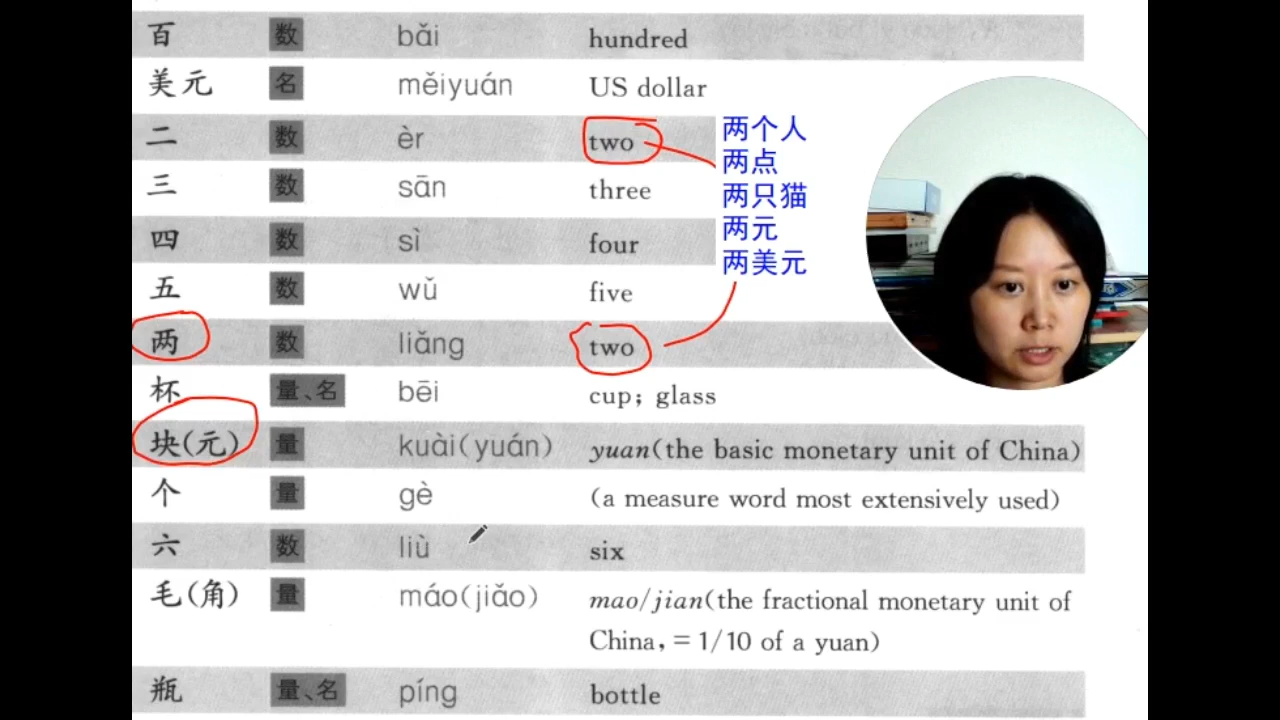 百 数 bǎi hundred
美元 名 měiyuán US dollar
二 数 èr two
三 数 sān three
四 数 sì four
五 数 wǔ five
两 数 liǎng two
杯 量、名 bēi cup; glass
块(元) 量 kuài(yuán) yuan(the basic monetary unit of China)
个 量 gè (a measure word most extensively used)
六 数 liù six
毛(角) 量 máo(jiǎo) mao/jian(the fractional monetary unit of
China, = 1/10 of a yuan)
瓶 量、名 píng bottle
两个人
两点
两只猫
两元
两美元